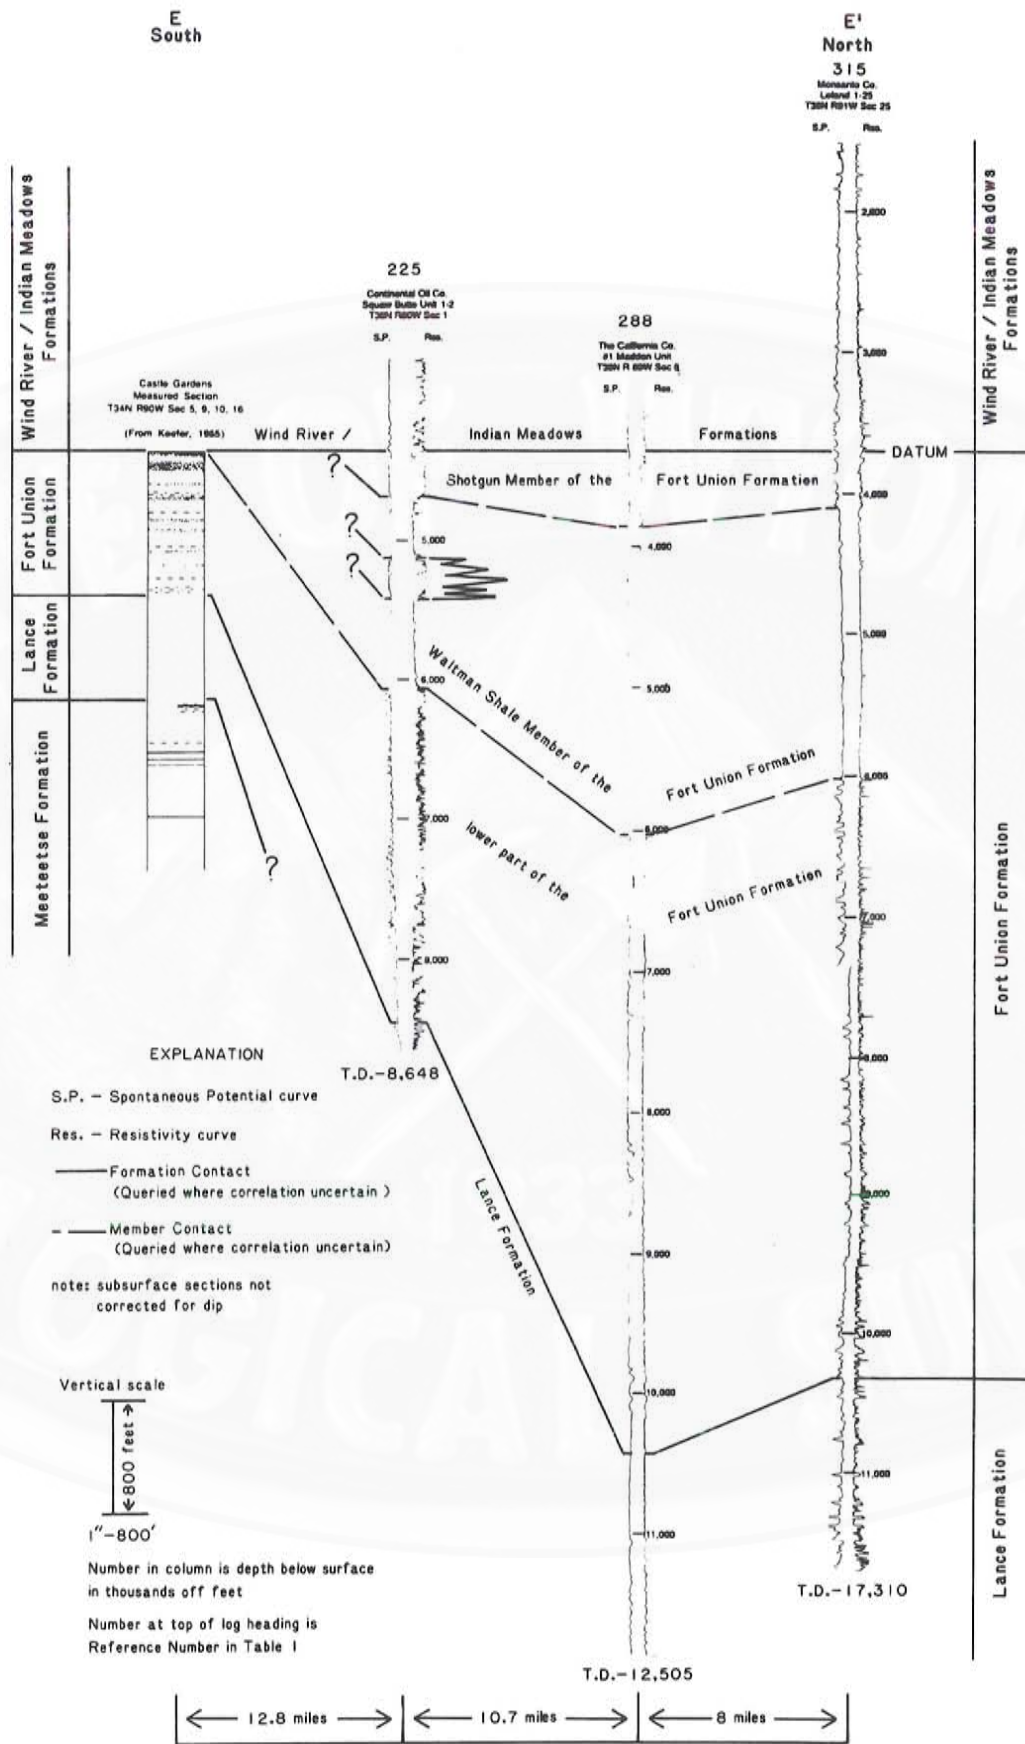 E
South
E'
North
315
Monsanto Co.
Leland 1-25
T38N R91W Sec 25
S.P. Res.
225
Continental Oil Co.
Squaw Butte Unit 1-2
S.P. Res.
288
The California Co.
#1 Madden Unit
S.P. Res.
Castle Gardens
Measured Section
T34N R90W Sec 5, 9, 10, 16
(From Keefer, 1965)
Wind River / Indian Meadows
Formations
Fort Union
Formation
Lance
Formation
Meeteetse Formation
Wind River /
Indian Meadows
Formations
DATUM
Shotgun Member of the
Fort Union Formation
?
?
?
?
Waltman Shale Member of the
Fort Union Formation
lower part of the
Fort Union Formation
Lance Formation
5,000
6,000
7,000
8,000
T.D.-8,648
4,000
5,000
6,000
7,000
8,000
9,000
10,000
11,000
T.D.-12,505
2,000
3,000
4,000
5,000
6,000
7,000
8,000
9,000
10,000
11,000
T.D.-17,310
Wind River / Indian Meadows
Formations
Fort Union Formation
Lance Formation
EXPLANATION
S.P. – Spontaneous Potential curve
Res. – Resistivity curve
Formation Contact
(Queried where correlation uncertain )
Member Contact
(Queried where correlation uncertain)
note: subsurface sections not
corrected for dip
Vertical scale
800 feet
1"-800'
Number in column is depth below surface
in thousands off feet
Number at top of log heading is
Reference Number in Table 1
12.8 miles
10.7 miles
8 miles